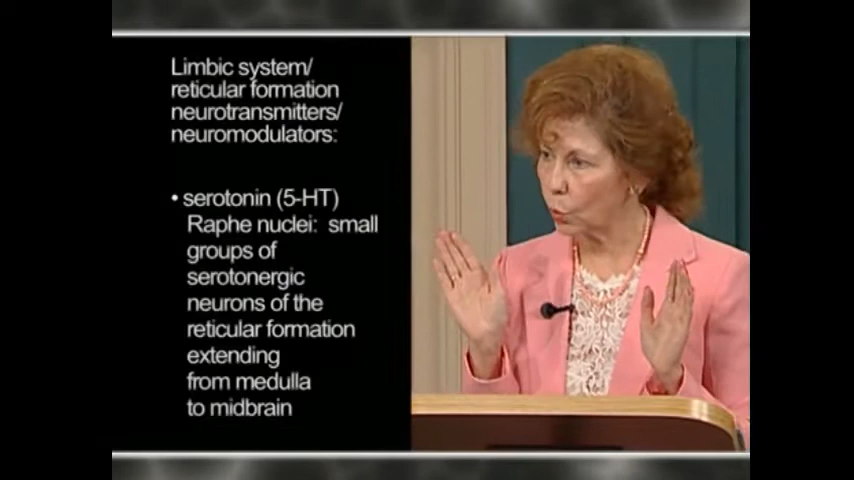 Limbic system/
reticular formation
neurotransmitters/
neuromodulators:
• serotonin (5-HT)
Raphe nuclei: small
groups of
serotonergic
neurons of the
reticular formation
extending
from medulla
to midbrain